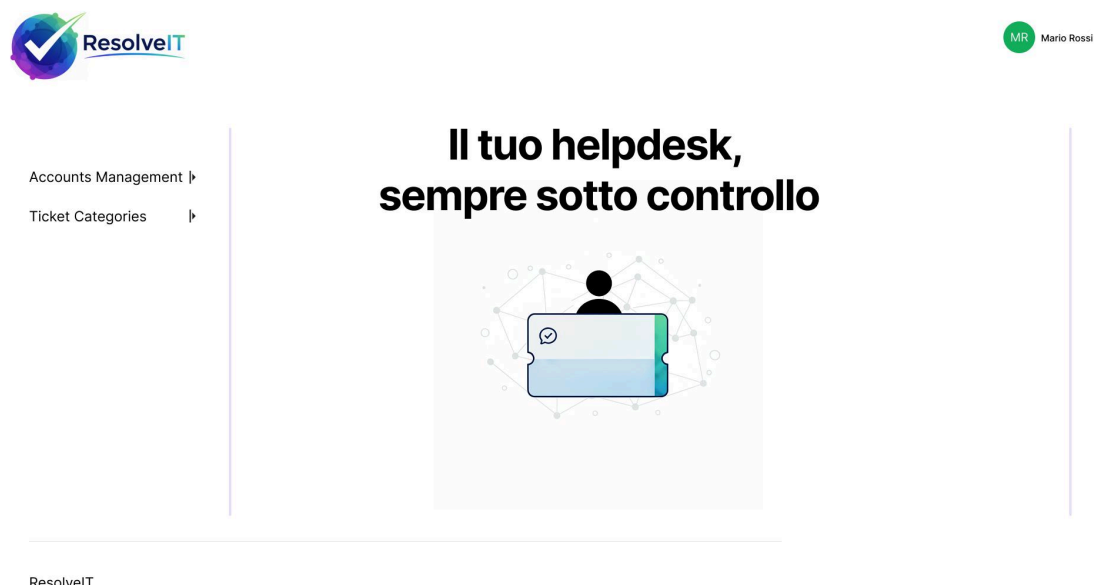 ResolveIT
MR Mario Rossi
Il tuo helpdesk,
sempre sotto controllo
Accounts Management
Ticket Categories
ResolveIT